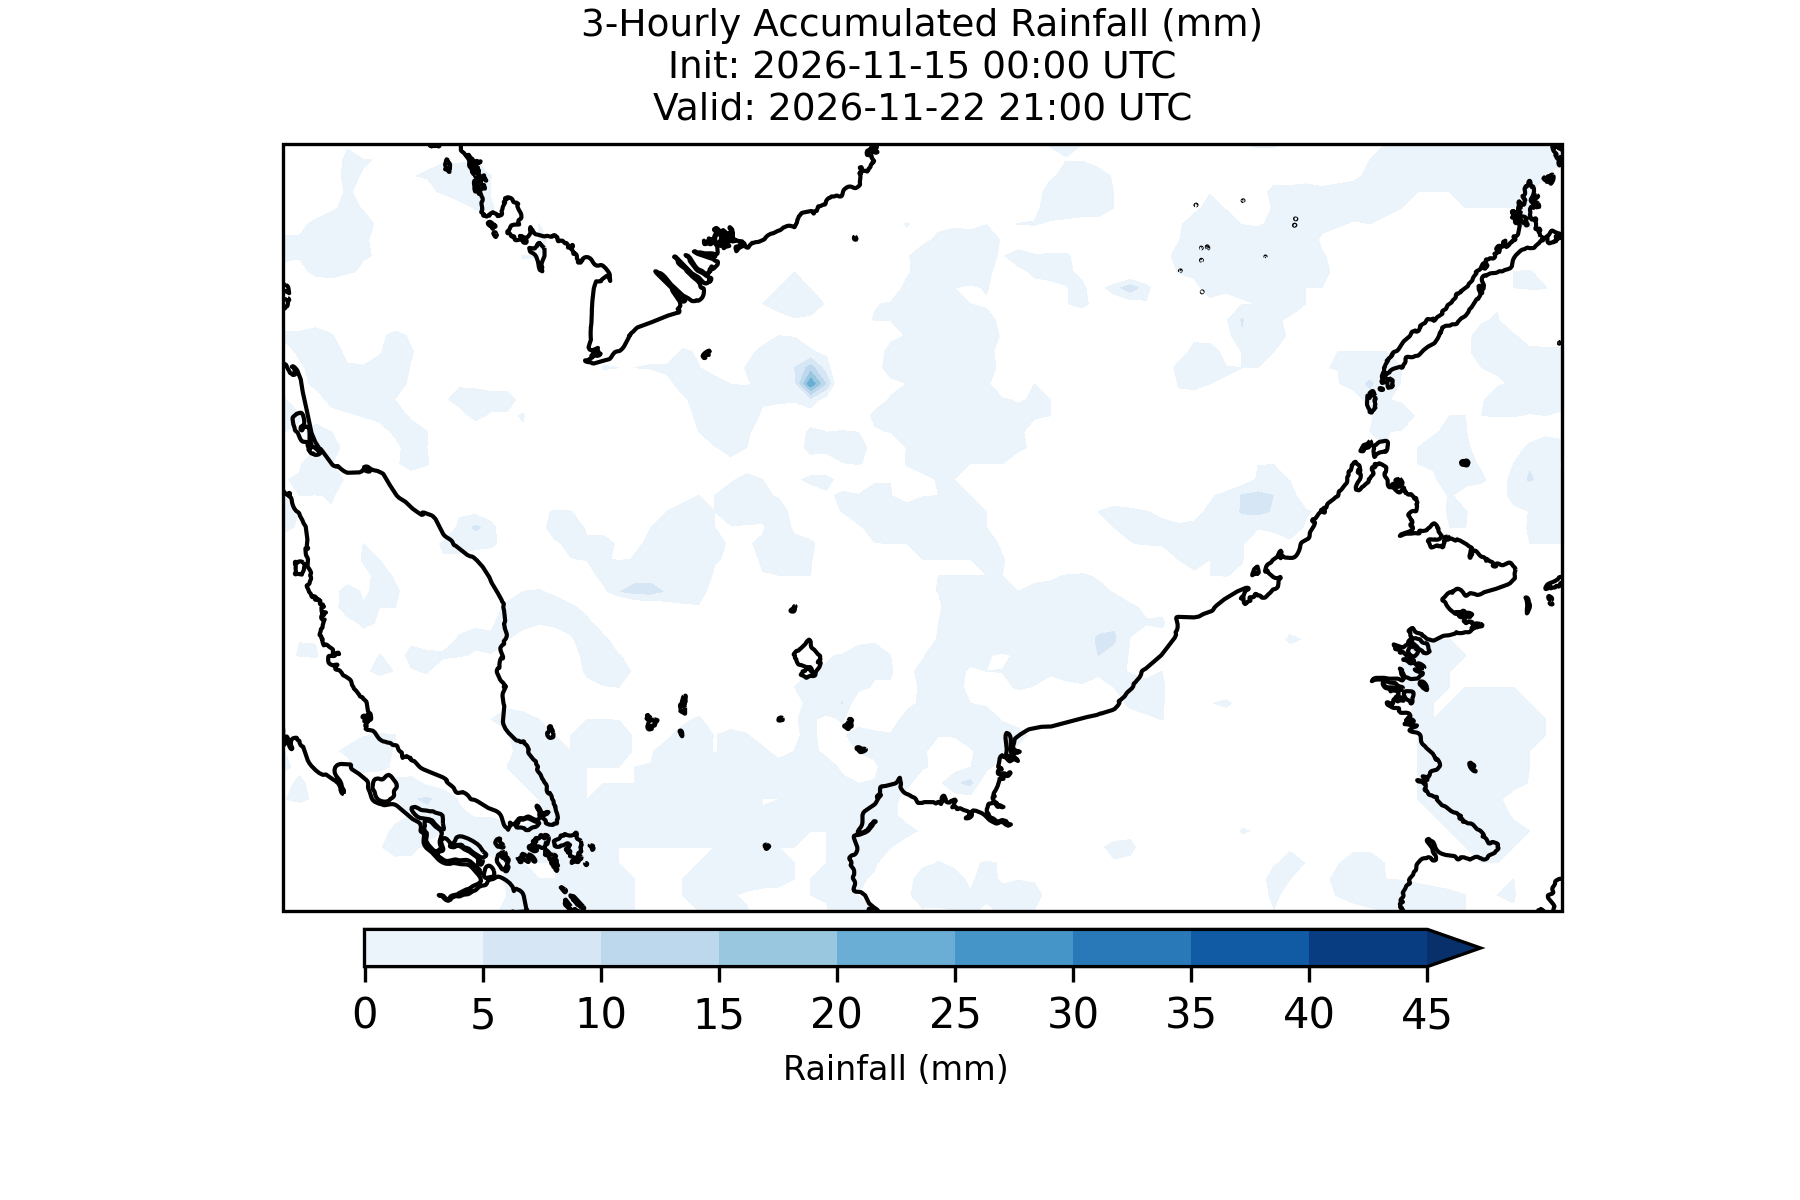 3-Hourly Accumulated Rainfall (mm)
Init: 2026-11-15 00:00 UTC
Valid: 2026-11-22 21:00 UTC
0 5 10 15 20 25 30 35 40 45
Rainfall (mm)